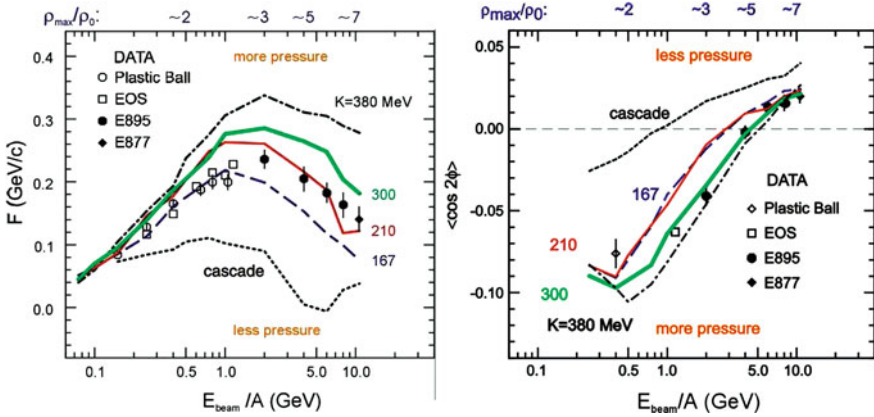 ρmax/ρ0: ~2 ~3 ~5 ~7
0.4
0.3
0.2
0.1
0.0
F (GeV/c)
DATA
Plastic Ball
EOS
E895
E877
more pressure
K=380 MeV
300
210
167
cascade
less pressure
0.1 0.5 1.0 5.0 10.0
Ebeam/A (GeV)
ρmax/ρ0: ~2 ~3 ~5 ~7
0.05
0.00
-0.05
-0.10
<cos 2ϕ>
less pressure
cascade
167
210
300
K=380 MeV
DATA
Plastic Ball
EOS
E895
E877
more pressure
0.1 0.5 1.0 5.0 10.0
Ebeam/A (GeV)